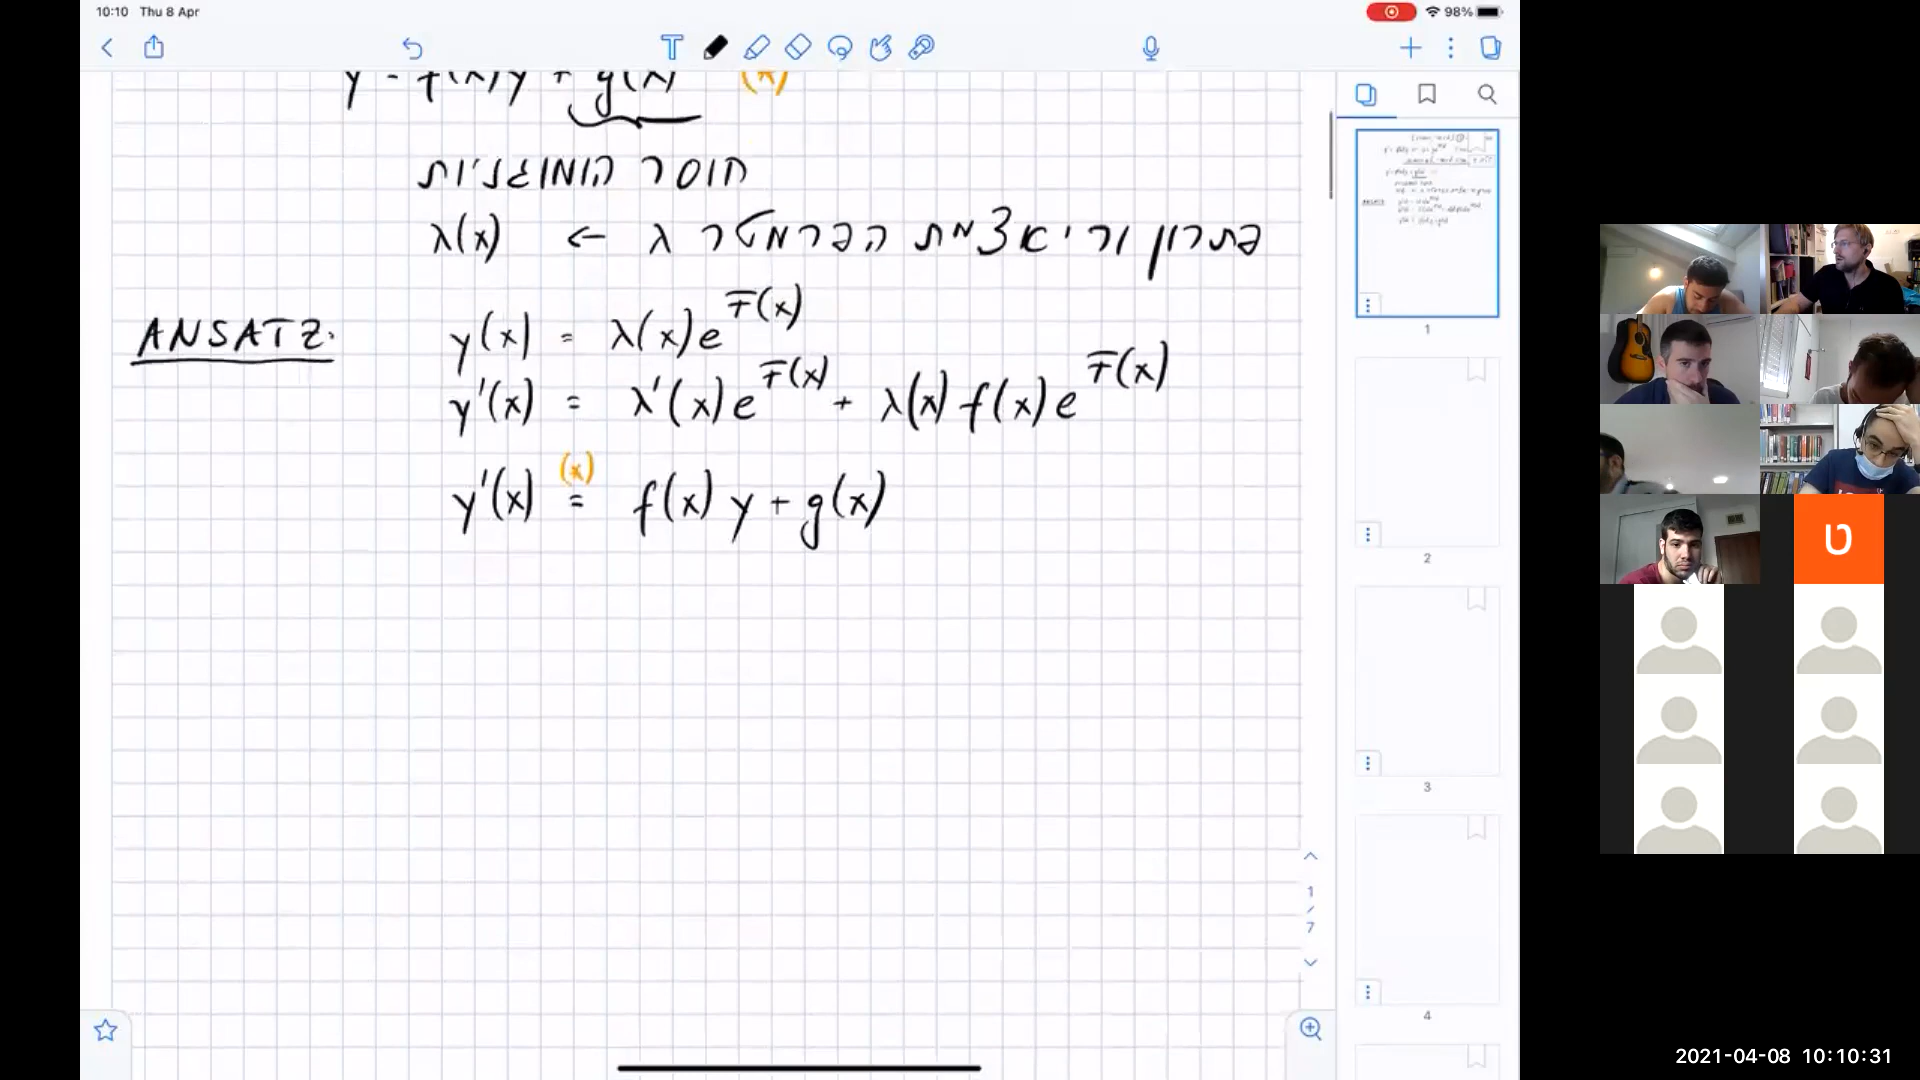 10:10 Thu 8 Apr
98%
y' = f(x)y + g(x) (*)
חוסר הומוגניות
פתרון וריאצמת הפרמטר λ ← λ(x)
ANSATZ:
y(x) = λ(x)e^F(x)
y'(x) = λ'(x)e^F(x) + λ(x)f(x)e^F(x)
y'(x) (*)= f(x)y + g(x)
1
2
3
4
1
/
7
ט
2021-04-08 10:10:31